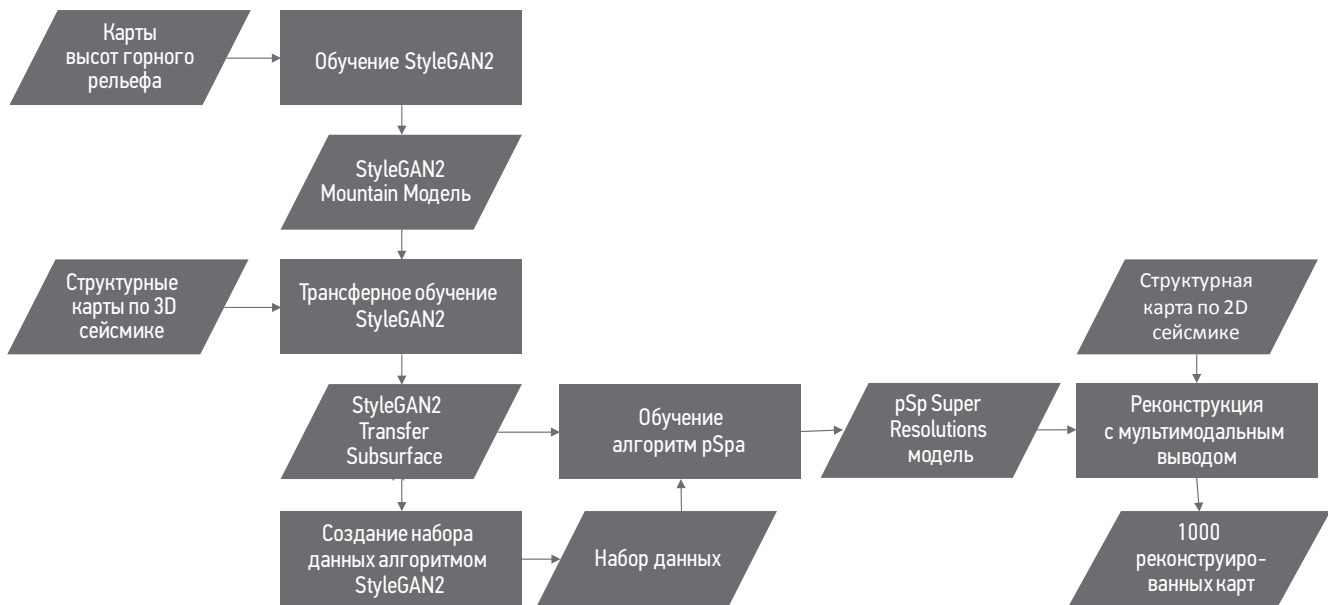 Карты
высот горного
рельефа
Обучение StyleGAN2
StyleGAN2
Mountain Модель
Структурные
карты по 3D
сейсмике
Трансферное обучение
StyleGAN2
Структурная
карта по 2D
сейсмике
StyleGAN2
Transfer
Subsurface
Обучение
алгоритм pSpa
pSp Super
Resolutions
модель
Реконструкция
с мультимодальным
выводом
Создание набора
данных алгоритмом
StyleGAN2
Набор данных
1000
реконструиро-
ванных карт